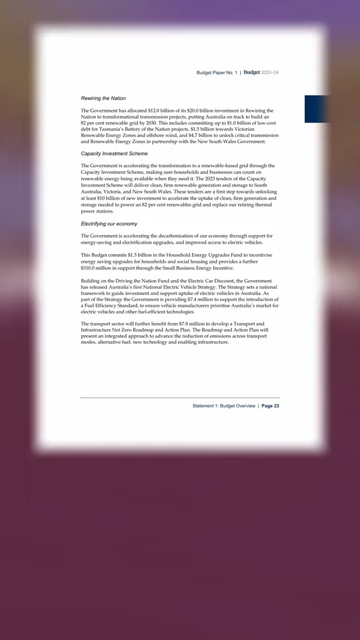 Budget Paper No. 1 | Budget 2023–24
Rewiring the Nation
The Government has allocated $12.0 billion of its $20.0 billion investment in Rewiring the
Nation to transformational transmission projects, putting Australia on track to build an
82 per cent renewable grid by 2030. This includes committing up to $1.0 billion of low-cost
debt for Tasmania's Battery of the Nation projects, $1.5 billion towards Victorian
Renewable Energy Zones and offshore wind, and $4.7 billion to unlock critical transmission
and Renewable Energy Zones in partnership with the New South Wales Government.
Capacity Investment Scheme
The Government is accelerating the transformation to a renewable-based grid through the
Capacity Investment Scheme, making sure households and businesses can count on
renewable energy being available when they need it. The 2023 tenders of the Capacity
Investment Scheme will deliver clean, firm renewable generation and storage to South
Australia, Victoria, and New South Wales. These tenders are a first step towards unlocking
at least $10 billion of new investment to accelerate the uptake of clean, firm generation and
storage needed to power an 82 per cent renewables grid and replace our retiring thermal
power stations.
Electrifying our economy
The Government is accelerating the decarbonisation of our economy through support for
energy-saving and electrification upgrades, and improved access to electric vehicles.
This Budget commits $1.3 billion in the Household Energy Upgrades Fund to incentivise
energy saving upgrades for households and social housing and provides a further
$310.0 million in support through the Small Business Energy Incentive.
Building on the Driving the Nation Fund and the Electric Car Discount, the Government
has released Australia's first National Electric Vehicle Strategy. The Strategy sets a national
framework to guide investment and support uptake of electric vehicles in Australia. As
part of the Strategy the Government is providing $7.4 million to support the introduction of
a Fuel Efficiency Standard, to ensure vehicle manufacturers prioritise Australia's market for
electric vehicles and other fuel-efficient technologies.
The transport sector will further benefit from $7.8 million to develop a Transport and
Infrastructure Net Zero Roadmap and Action Plan. The Roadmap and Action Plan will
present an integrated approach to advance the reduction of emissions across transport
modes, alternative fuel, new technology and enabling infrastructure.
Statement 1: Budget Overview | Page 23